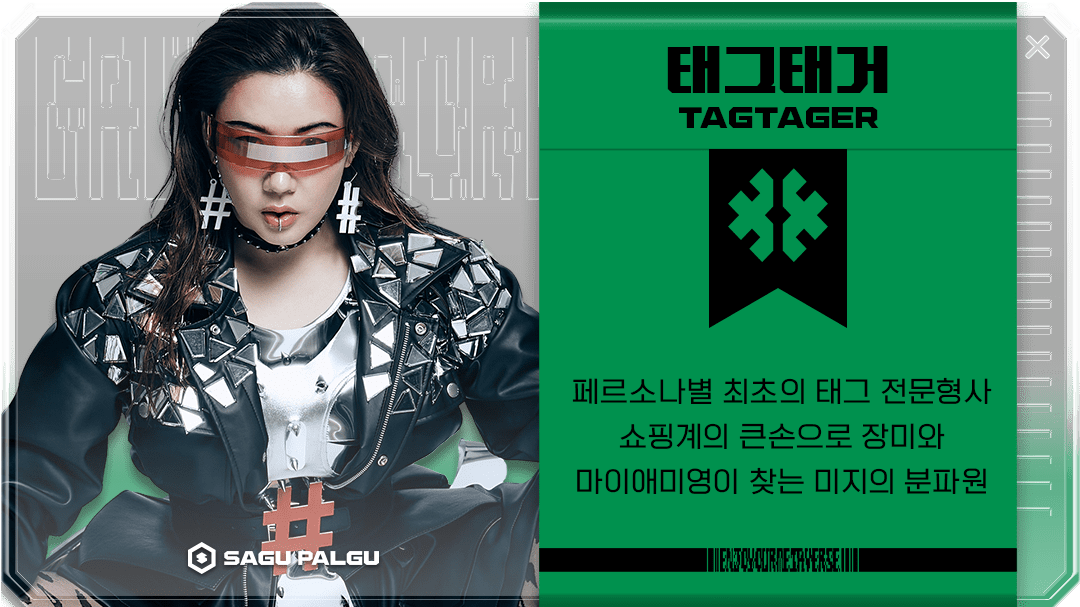 태그태거
TAGTAGER
페르소나별 최초의 태그 전문형사
쇼핑계의 큰손으로 장미와
마이애미영이 찾는 미지의 분파원
ENJOYOURMETAVERSE
#
#
#
SAGU PALGU